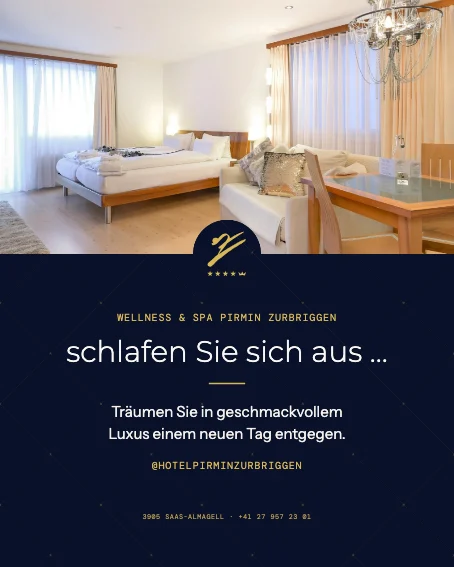 WELLNESS & SPA PIRMIN ZURBRIGGEN
schlafen Sie sich aus ...
Träumen Sie in geschmackvollem
Luxus einem neuen Tag entgegen.
@HOTELPIRMINZURBRIGGEN
3905 SAAS-ALMAGELL · +41 27 957 23 01